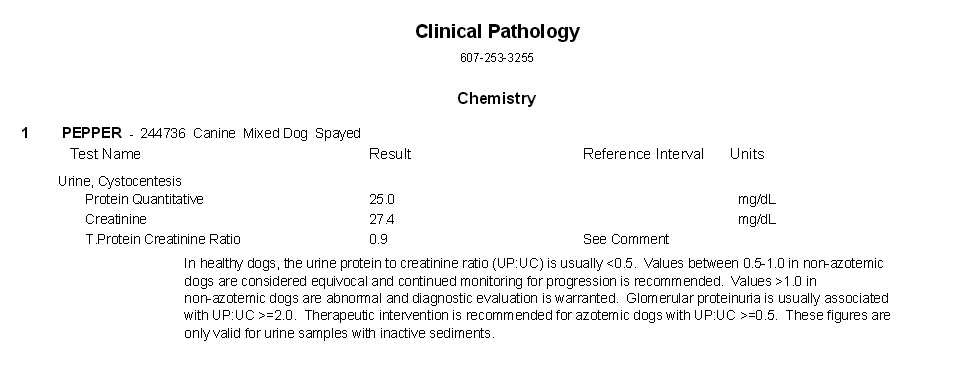 Clinical Pathology
607-253-3255
Chemistry
1 PEPPER - 244736 Canine Mixed Dog Spayed
Test Name Result Reference Interval Units
Urine, Cystocentesis
Protein Quantitative 25.0 mg/dL
Creatinine 27.4 mg/dL
T.Protein Creatinine Ratio 0.9 See Comment
In healthy dogs, the urine protein to creatinine ratio (UP:UC) is usually <0.5. Values between 0.5-1.0 in non-azotemic
dogs are considered equivocal and continued monitoring for progression is recommended. Values >1.0 in
non-azotemic dogs are abnormal and diagnostic evaluation is warranted. Glomerular proteinuria is usually associated
with UP:UC >=2.0. Therapeutic intervention is recommended for azotemic dogs with UP:UC >=0.5. These figures are
only valid for urine samples with inactive sediments.